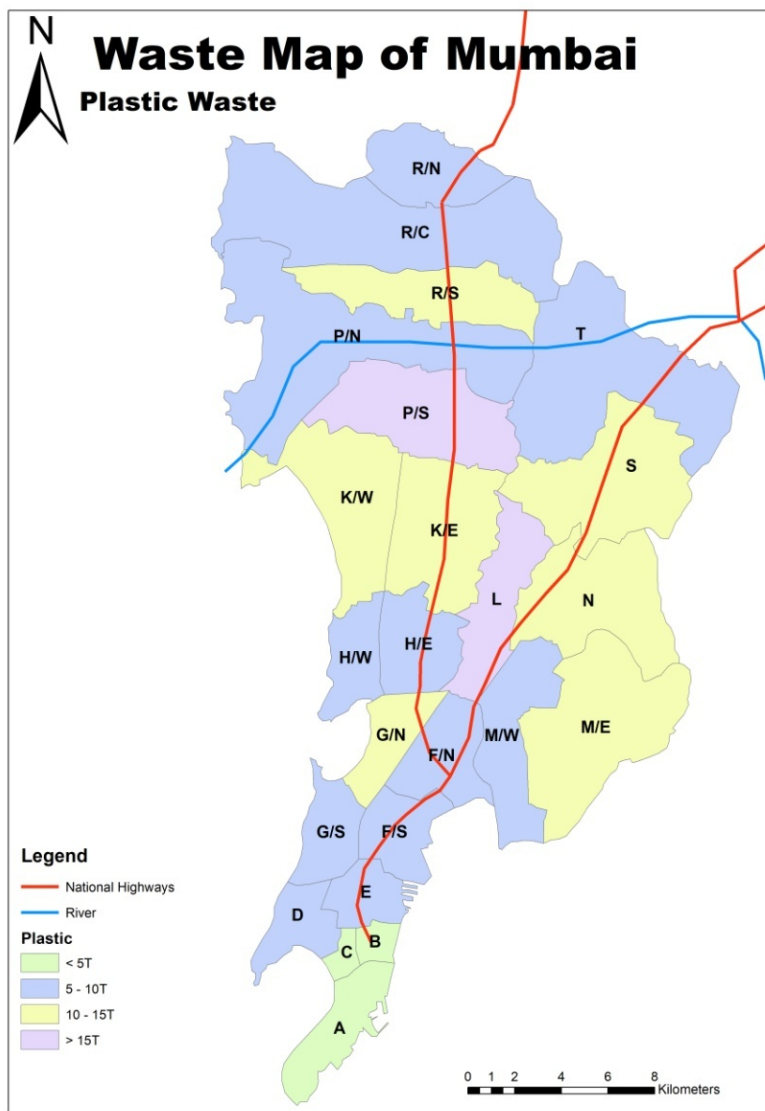 N
Waste Map of Mumbai
Plastic Waste
R/N
R/C
R/S
P/N
T
P/S
S
K/W
K/E
L
N
H/W
H/E
G/N
F/N
M/W
M/E
G/S
F/S
E
D
B
C
A
Legend
National Highways
River
Plastic
< 5T
5 - 10T
10 - 15T
> 15T
0 1 2 4 6 8
Kilometers